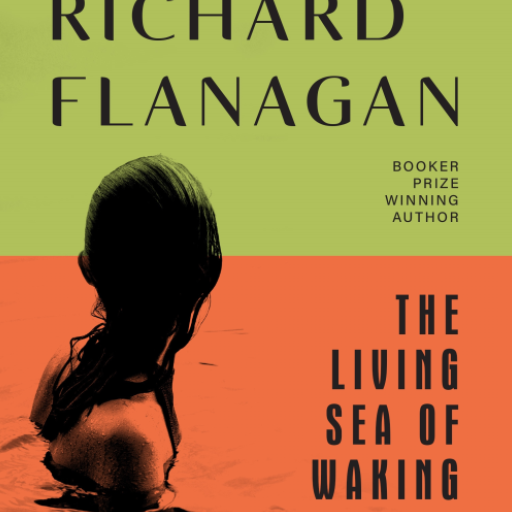 RICHARD
FLANAGAN
BOOKER
PRIZE
WINNING
AUTHOR
THE
LIVING
SEA OF
WAKING